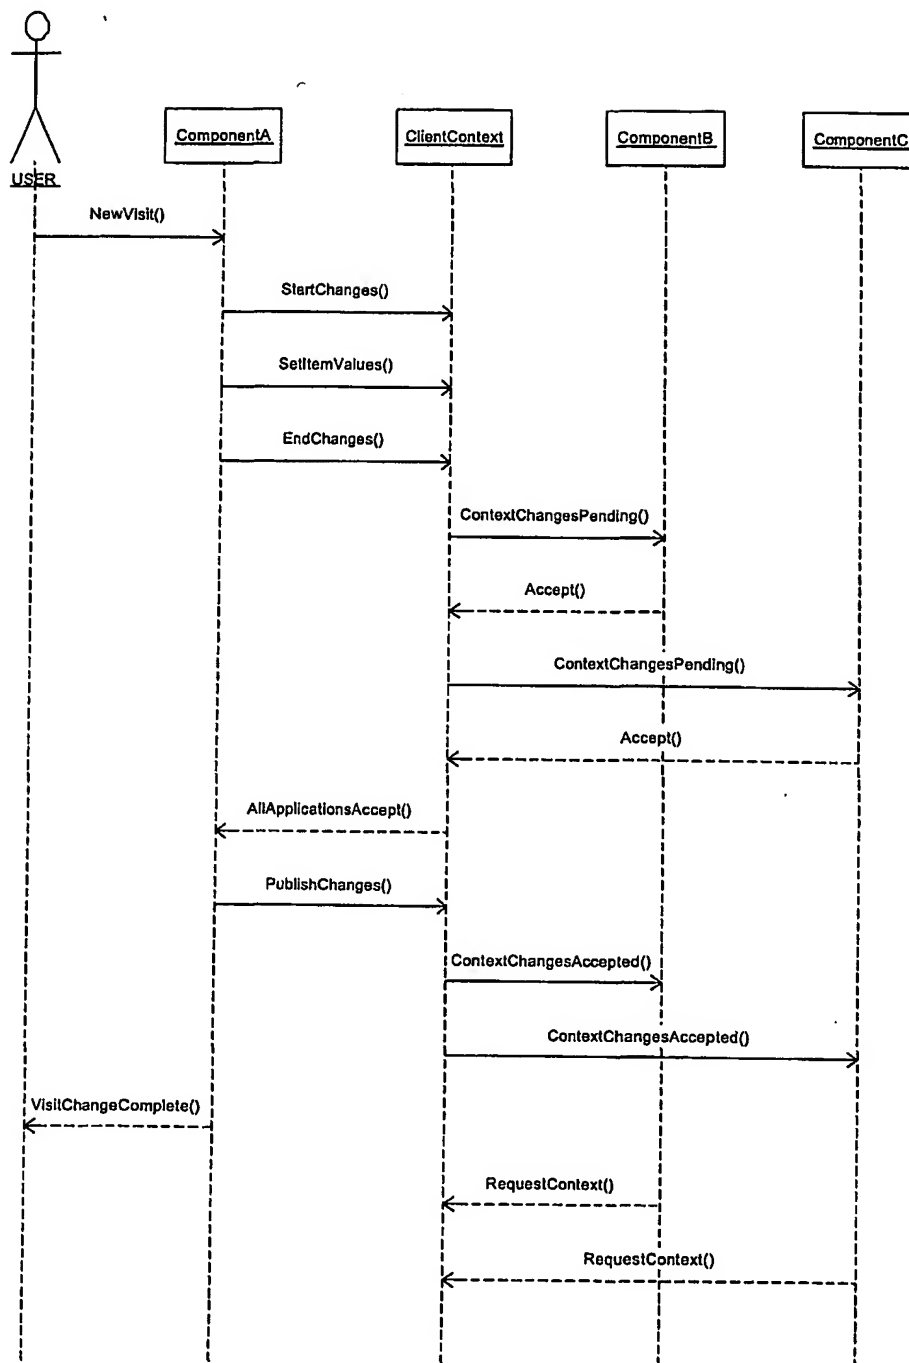 ComponentA
ClientContext
ComponentB
ComponentC
USER
NewVisit()
StartChanges()
SetItemValues()
EndChanges()
ContextChangesPending()
Accept()
ContextChangesPending()
Accept()
AllApplicationsAccept()
PublishChanges()
ContextChangesAccepted()
ContextChangesAccepted()
VisitChangeComplete()
RequestContext()
RequestContext()